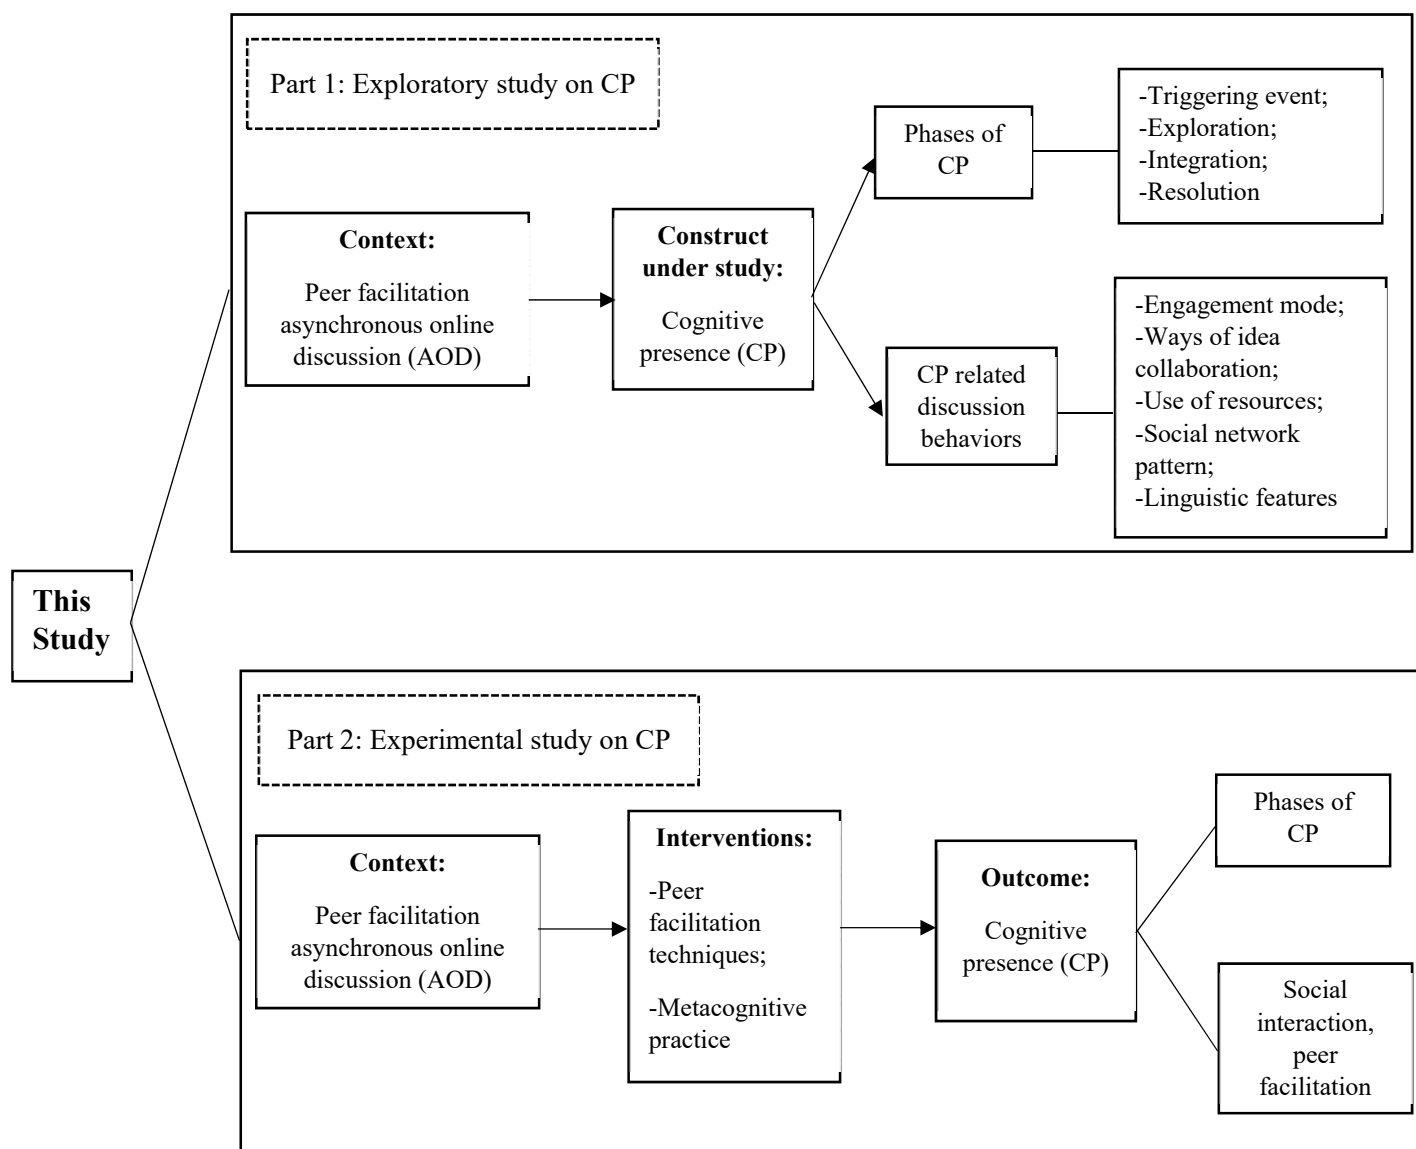 Part 1: Exploratory study on CP
Context:
Peer facilitation
asynchronous online
discussion (AOD)
Construct
under study:
Cognitive
presence (CP)
Phases of
CP
-Triggering event;
-Exploration;
-Integration;
-Resolution
CP related
discussion
behaviors
-Engagement mode;
-Ways of idea
collaboration;
-Use of resources;
-Social network
pattern;
-Linguistic features
This
Study
Part 2: Experimental study on CP
Context:
Peer facilitation
asynchronous online
discussion (AOD)
Interventions:
-Peer
facilitation
techniques;
-Metacognitive
practice
Outcome:
Cognitive
presence (CP)
Phases of
CP
Social
interaction,
peer
facilitation